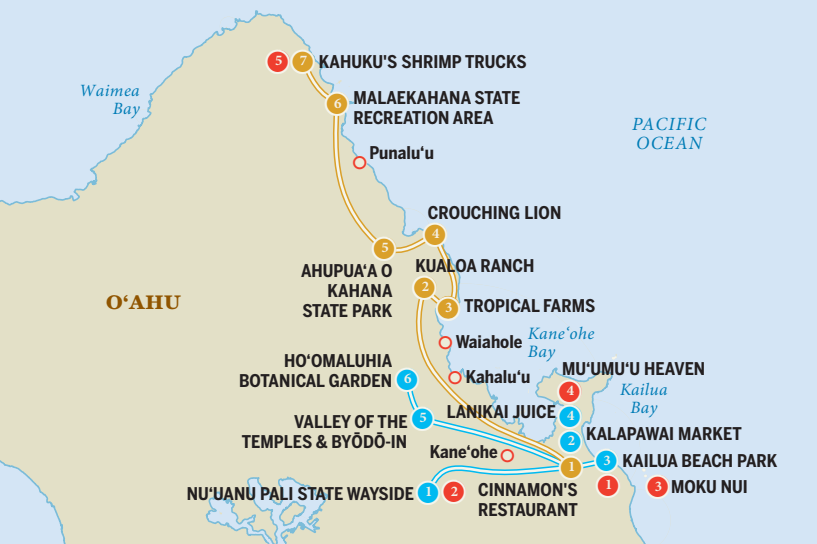 5 7 KAHUKU'S SHRIMP TRUCKS
Waimea
Bay
6 MALAEKAHANA STATE
RECREATION AREA
PACIFIC
OCEAN
Punalu‘u
CROUCHING LION
4
5
AHUPUA‘A O
KAHANA
STATE PARK
KUALOA RANCH
2
O‘AHU
3 TROPICAL FARMS
Waiahole
Kane‘ohe
Bay
HO‘OMALUHIA
BOTANICAL GARDEN 6
Kahalu‘u
MU‘UMU‘U HEAVEN
4
Kailua
Bay
VALLEY OF THE
TEMPLES & BYŌDŌ-IN
5
LANIKAI JUICE 4
2 KALAPAWAI MARKET
Kane‘ohe
1
3 KAILUA BEACH PARK
NU‘UANU PALI STATE WAYSIDE 1 2
CINNAMON'S
RESTAURANT
1
3 MOKU NUI